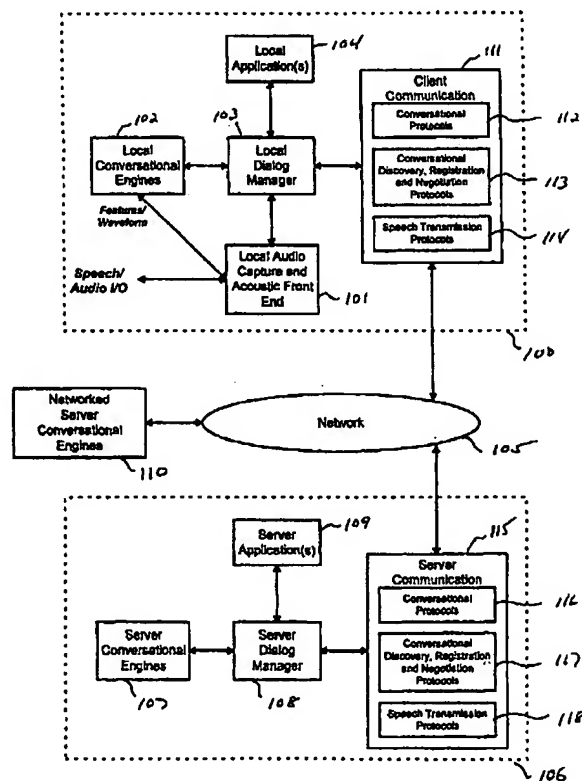 104
Local
Application(s)
111
Client
Communication
112
Conversational
Protocols
102
103
Local
Conversational
Engines
Local
Dialog
Manager
Conversational
Discovery, Registration
and Negotiation
Protocols
113
Features/
Waveform
Speech Transmission
Protocols
114
Speech/
Audio I/O
Local Audio
Capture and
Acoustic Front
End
101
100
Networked
Server
Conversational
Engines
110
Network
105
109
Server
Application(s)
115
Server
Communication
116
Conversational
Protocols
Server
Conversational
Engines
107
Server
Dialog
Manager
108
Conversational
Discovery, Registration
and Negotiation
Protocols
117
Speech Transmission
Protocols
118
106